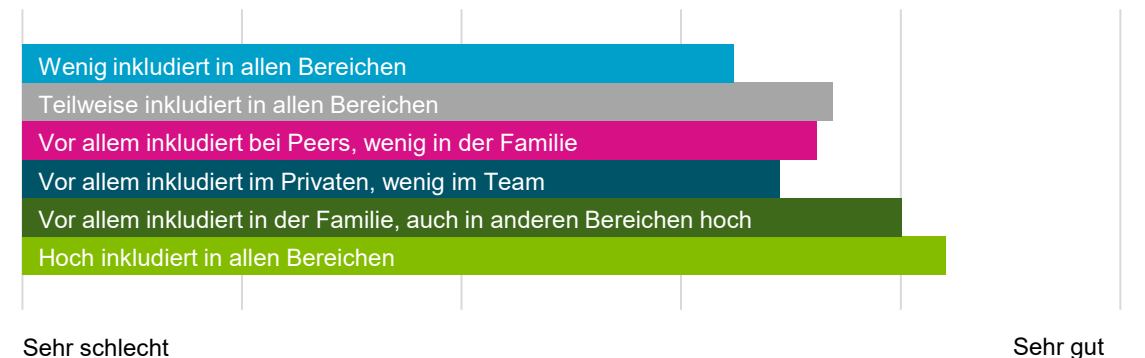 Wenig inkludiert in allen Bereichen
Teilweise inkludiert in allen Bereichen
Vor allem inkludiert bei Peers, wenig in der Familie
Vor allem inkludiert im Privaten, wenig im Team
Vor allem inkludiert in der Familie, auch in anderen Bereichen hoch
Hoch inkludiert in allen Bereichen
Sehr schlecht
Sehr gut